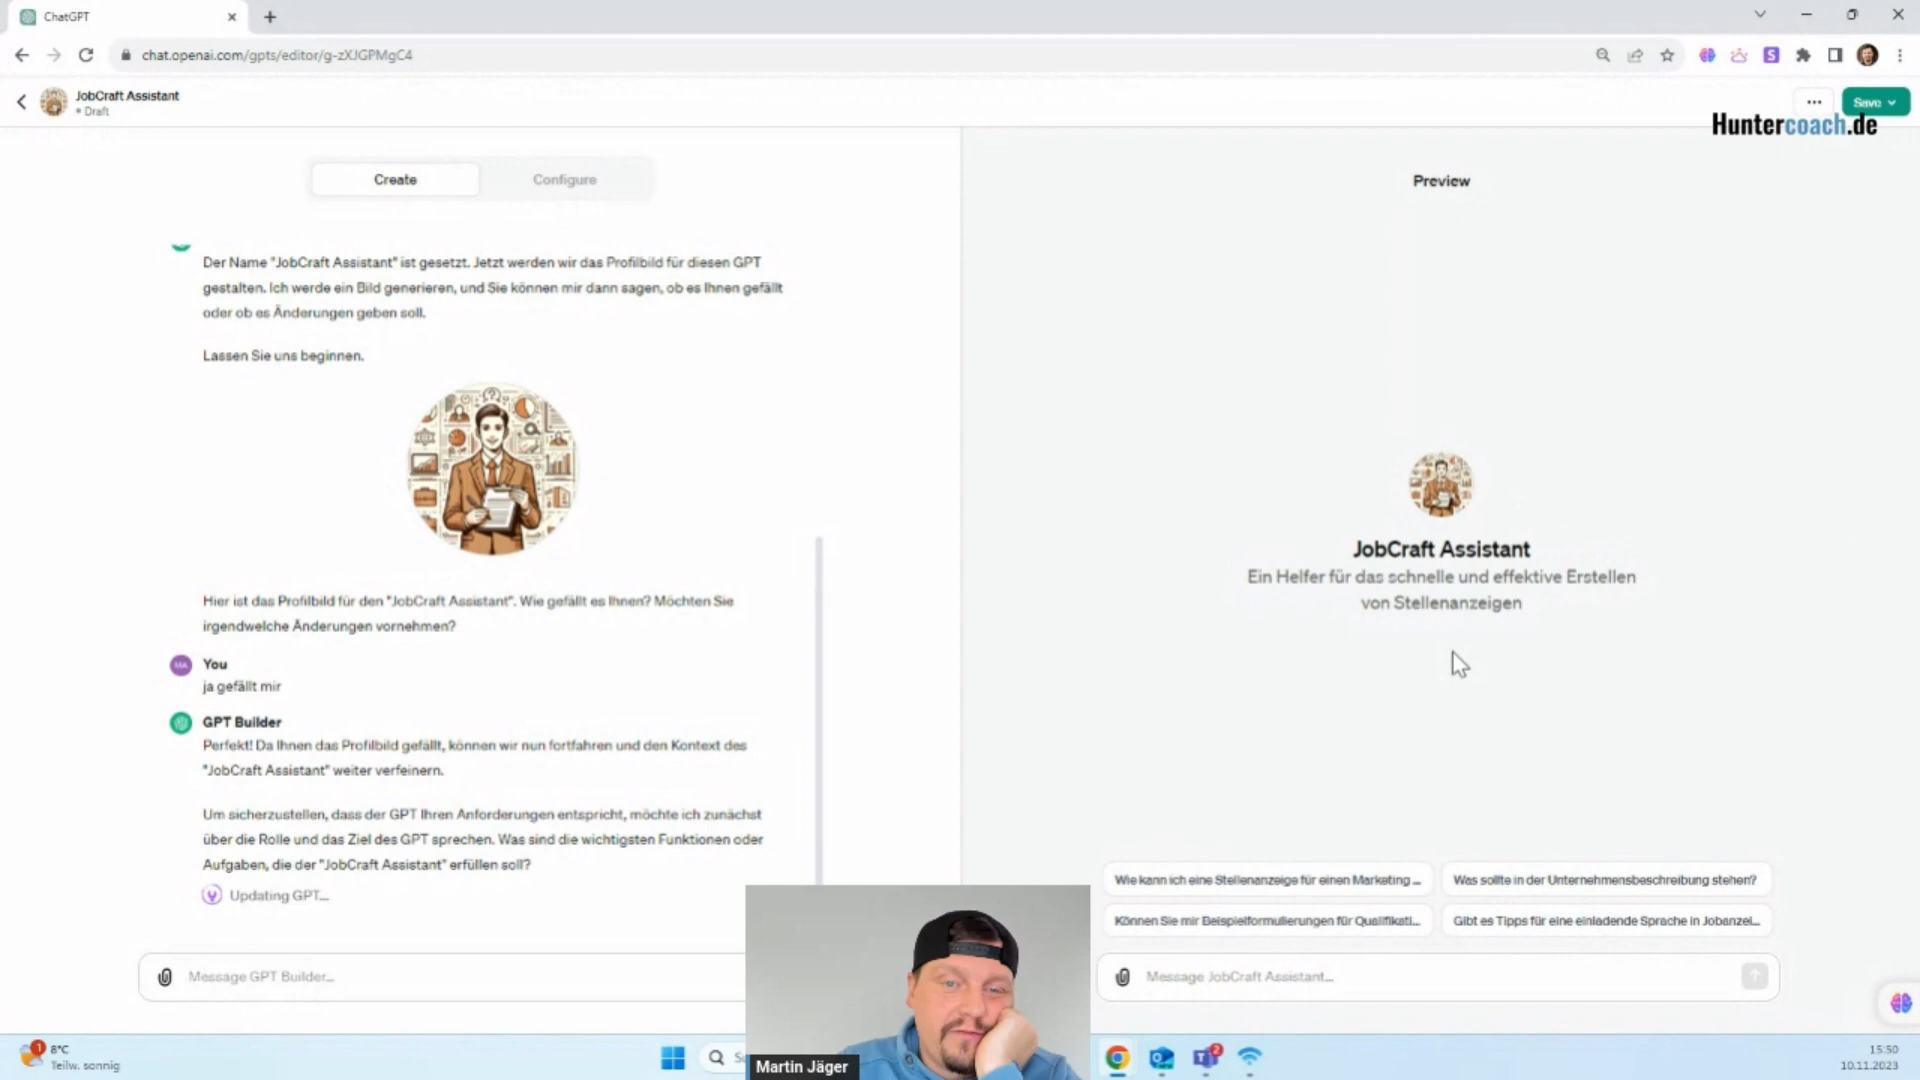 ChatGPT
chat.openai.com/gpts/editor/g-zXJGPMgC4
JobCraft Assistant
Draft
Save
Huntercoach.de
Create
Configure
Preview
Der Name "JobCraft Assistant" ist gesetzt. Jetzt werden wir das Profilbild für diesen GPT
gestalten. Ich werde ein Bild generieren, und Sie können mir dann sagen, ob es Ihnen gefällt
oder ob es Änderungen geben soll.
Lassen Sie uns beginnen.
Hier ist das Profilbild für den "JobCraft Assistant". Wie gefällt es Ihnen? Möchten Sie
irgendwelche Änderungen vornehmen?
MA
You
ja gefällt mir
GPT Builder
Perfekt! Da Ihnen das Profilbild gefällt, können wir nun fortfahren und den Kontext des
"JobCraft Assistant" weiter verfeinern.
Um sicherzustellen, dass der GPT Ihren Anforderungen entspricht, möchte ich zunächst
über die Rolle und das Ziel des GPT sprechen. Was sind die wichtigsten Funktionen oder
Aufgaben, die der "JobCraft Assistant" erfüllen soll?
Updating GPT...
Message GPT Builder...
JobCraft Assistant
Ein Helfer für das schnelle und effektive Erstellen
von Stellenanzeigen
Wie kann ich eine Stellenanzeige für einen Marketing ...
Was sollte in der Unternehmensbeschreibung stehen?
Können Sie mir Beispielformulierungen für Qualifikati...
Gibt es Tipps für eine einladende Sprache in Jobanzei...
Message JobCraft Assistant...
Martin Jäger
1
8°C
Teilw. sonnig
S
2
15:50
10.11.2023